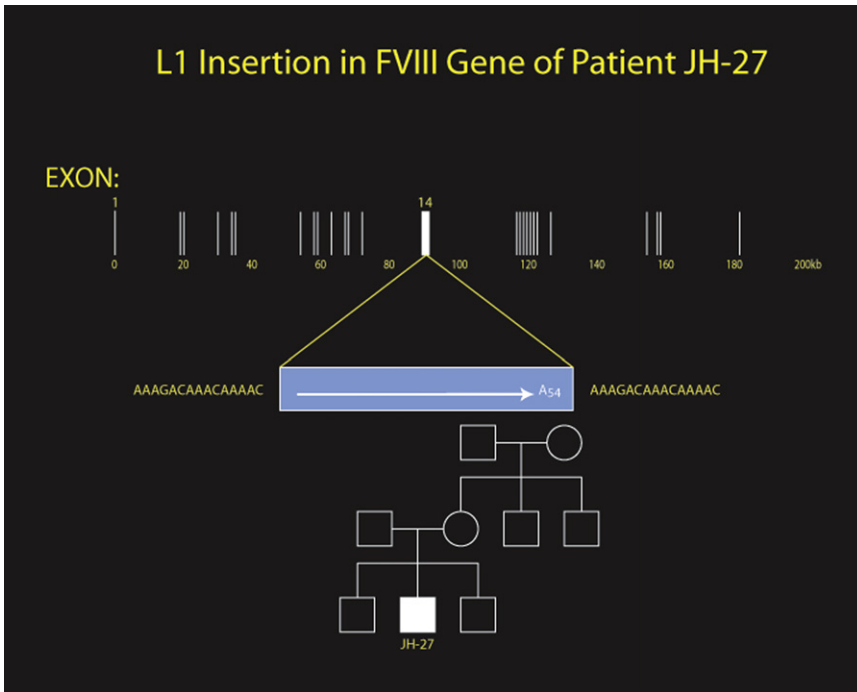 L1 Insertion in FVIII Gene of Patient JH-27
EXON:
1 14
0 20 40 60 80 100 120 140 160 180 200kb
AAAGACAAACAAAAC A54 AAAGACAAACAAAAC
JH-27